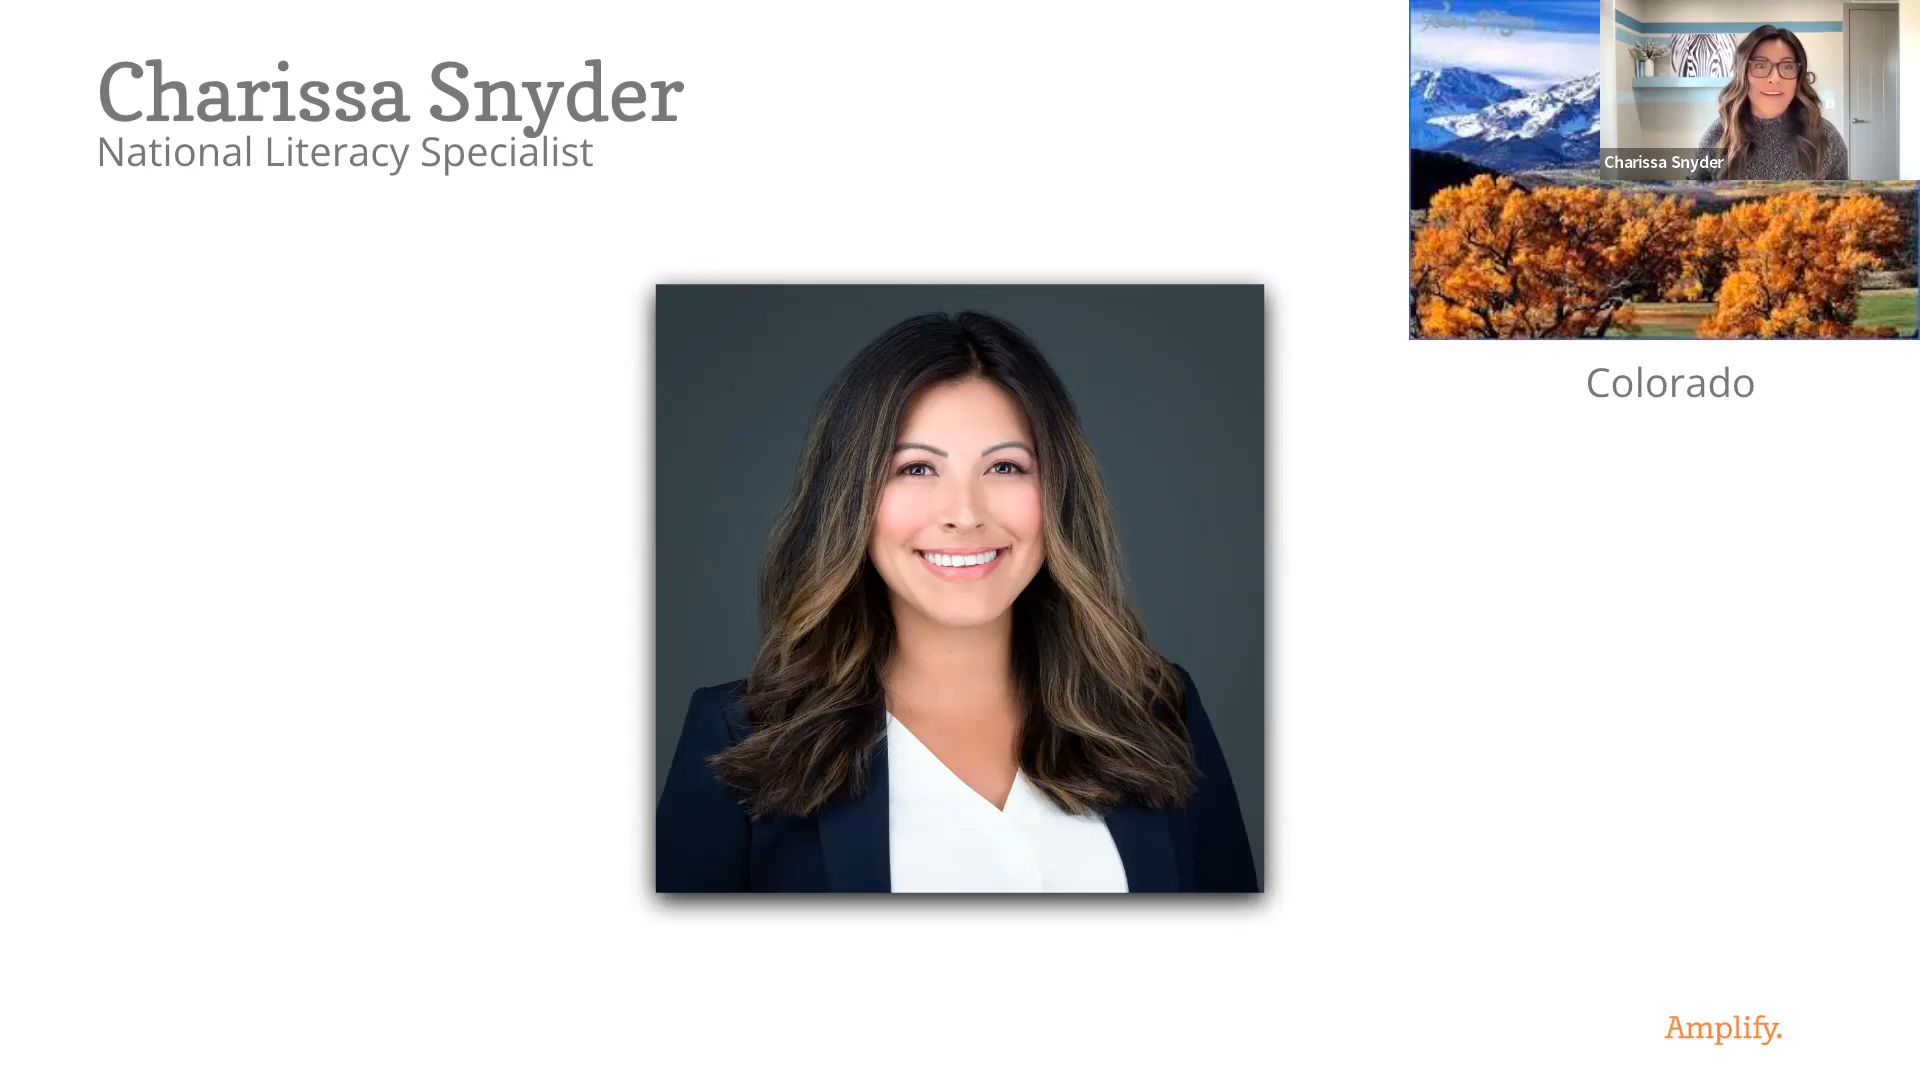 Charissa Snyder
National Literacy Specialist
Charissa Snyder
Colorado
Amplify.